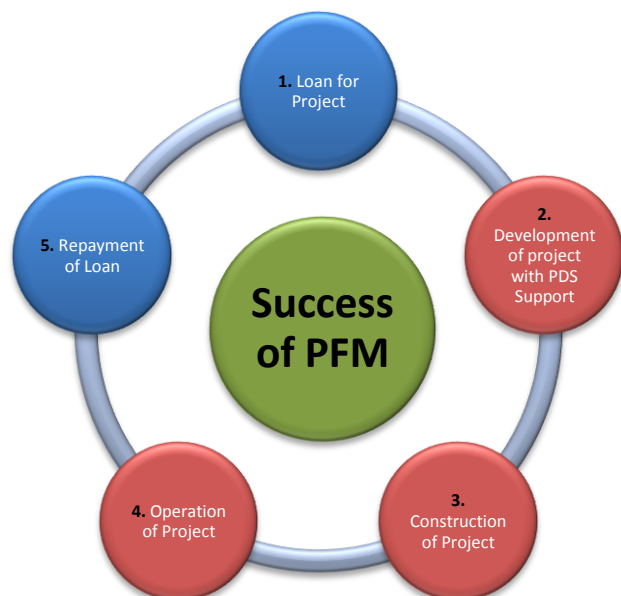 1. Loan for
Project
2.
Development
of project
with PDS
Support
3.
Construction
of Project
4. Operation
of Project
5. Repayment
of Loan
Success
of PFM